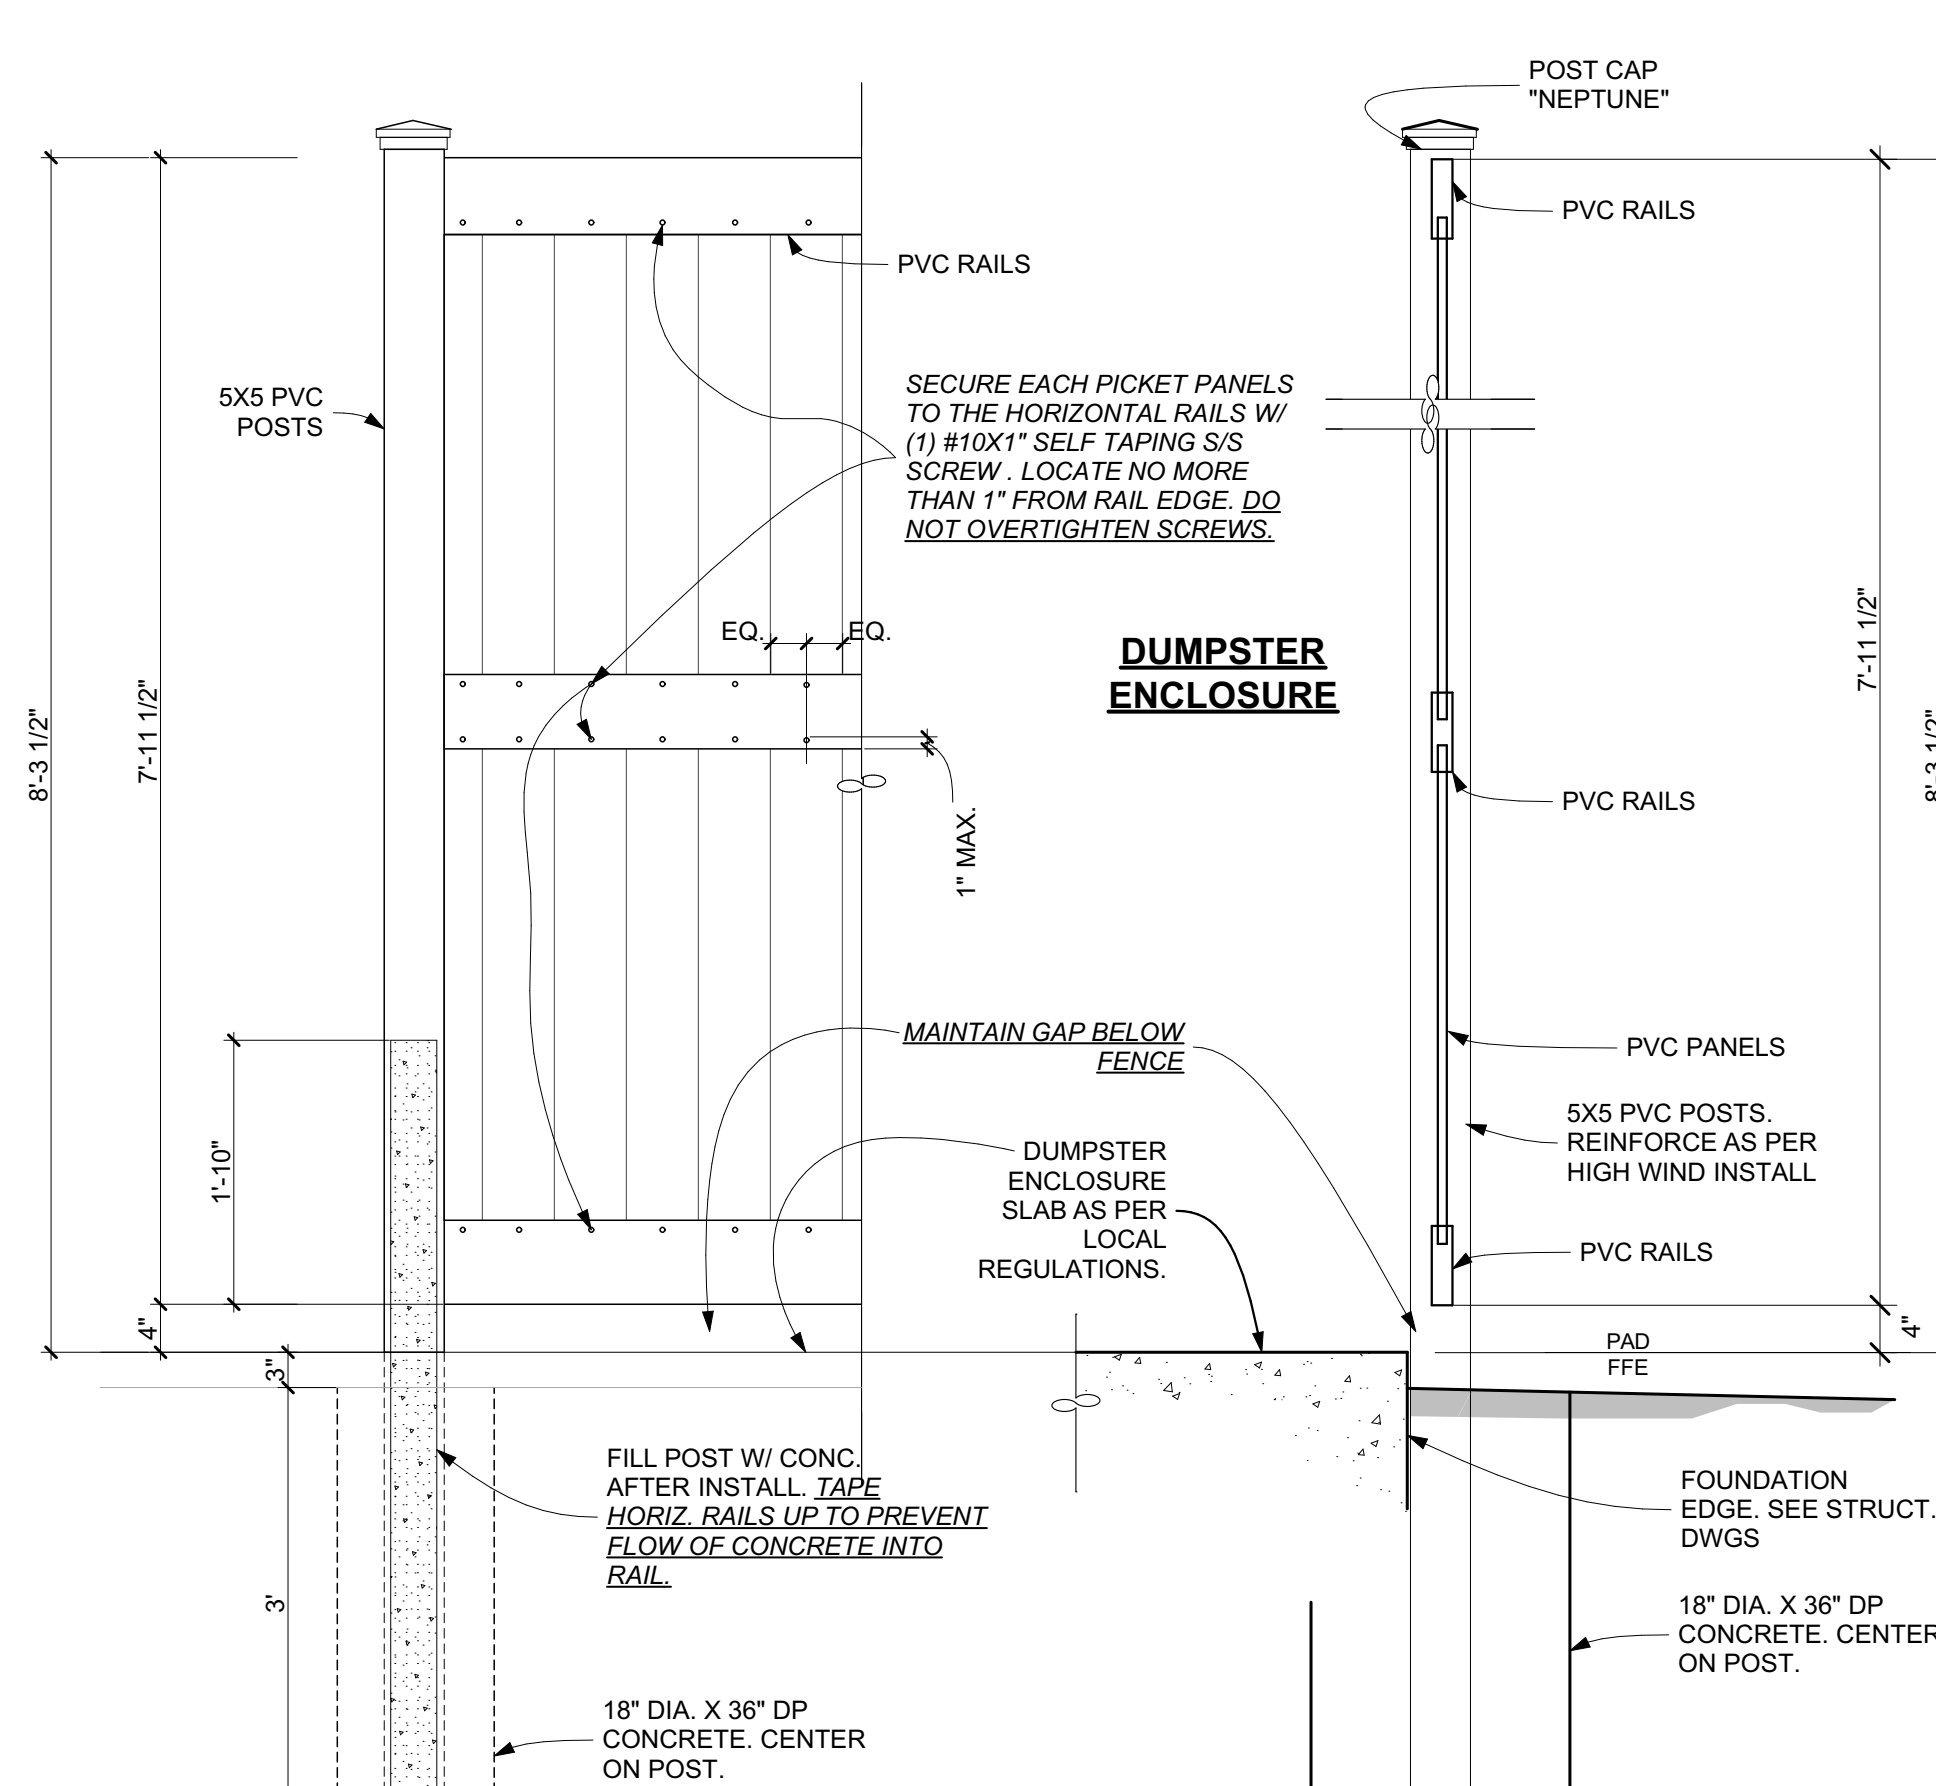 POST CAP
"NEPTUNE"
PVC RAILS
PVC RAILS
5X5 PVC
POSTS
SECURE EACH PICKET PANELS
TO THE HORIZONTAL RAILS W/
(1) #10X1" SELF TAPING S/S
SCREW . LOCATE NO MORE
THAN 1" FROM RAIL EDGE. DO
NOT OVERTIGHTEN SCREWS.
EQ.
EQ.
DUMPSTER
ENCLOSURE
8'-3 1/2"
7'-11 1/2"
7'-11 1/2"
8'-3 1/2"
PVC RAILS
1" MAX.
MAINTAIN GAP BELOW
FENCE
PVC PANELS
1'-10"
5X5 PVC POSTS.
REINFORCE AS PER
HIGH WIND INSTALL
DUMPSTER
ENCLOSURE
SLAB AS PER
LOCAL
REGULATIONS.
PVC RAILS
4"
4"
PAD
FFE
3"
FILL POST W/ CONC.
AFTER INSTALL. TAPE
HORIZ. RAILS UP TO PREVENT
FLOW OF CONCRETE INTO
RAIL.
FOUNDATION
EDGE. SEE STRUCT.
DWGS
3'
18" DIA. X 36" DP
CONCRETE. CENTER
ON POST.
18" DIA. X 36" DP
CONCRETE. CENTER
ON POST.